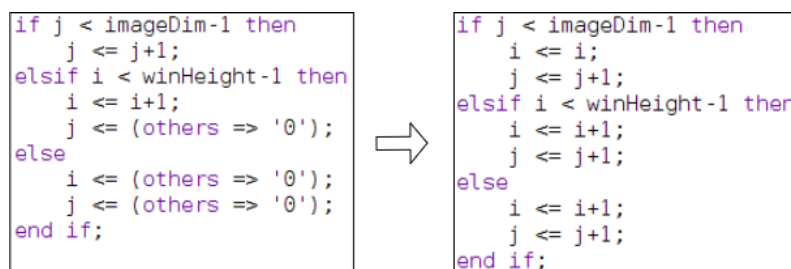 if j < imageDim-1 then
    j <= j+1;
elsif i < winHeight-1 then
    i <= i+1;
    j <= (others => '0');
else
    i <= (others => '0');
    j <= (others => '0');
end if;
if j < imageDim-1 then
    i <= i;
    j <= j+1;
elsif i < winHeight-1 then
    i <= i+1;
    j <= j+1;
else
    i <= i+1;
    j <= j+1;
end if;